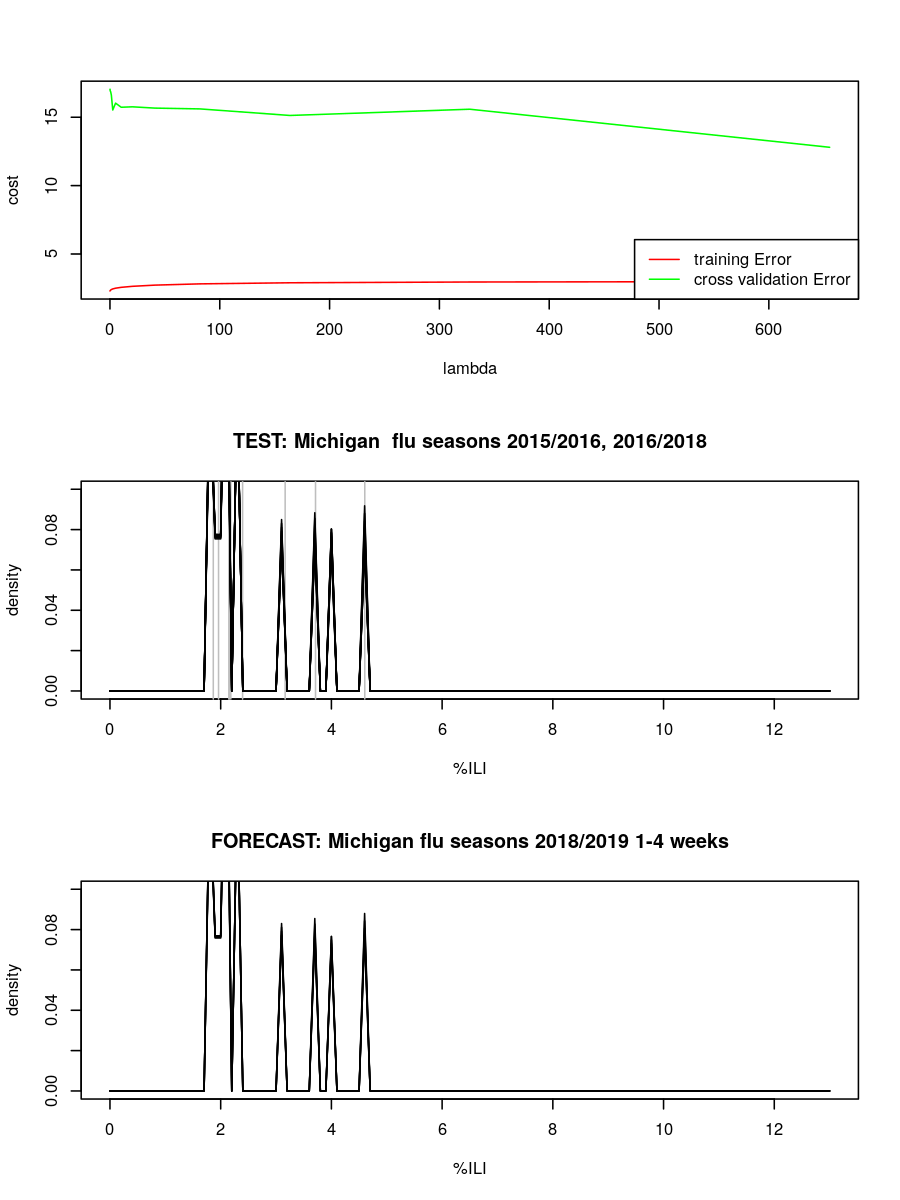 15
10
5
cost
training Error
cross validation Error
0 100 200 300 400 500 600
lambda
TEST: Michigan  flu seasons 2015/2016, 2016/2018
0.08
0.04
0.00
density
0 2 4 6 8 10 12
%ILI
FORECAST: Michigan flu seasons 2018/2019 1-4 weeks
0.08
0.04
0.00
density
0 2 4 6 8 10 12
%ILI